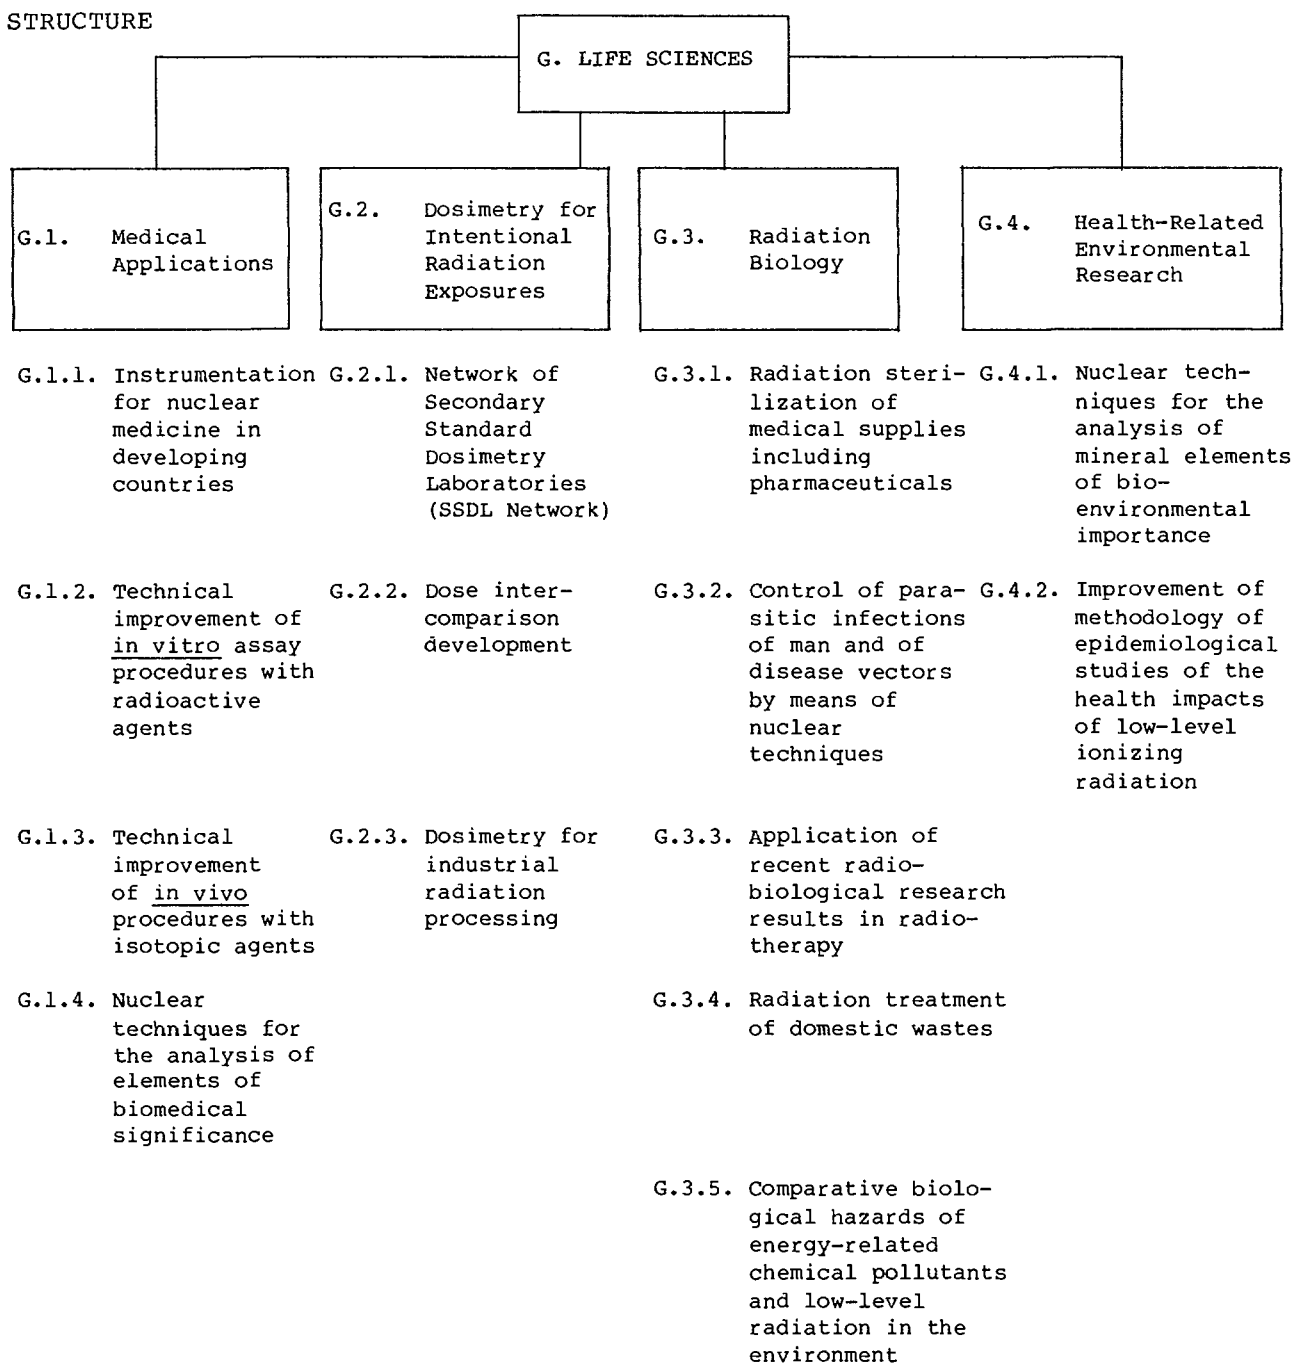 STRUCTURE
G. LIFE SCIENCES
G.1. Medical
Applications
G.2. Dosimetry for
Intentional
Radiation
Exposures
G.3. Radiation
Biology
G.4. Health-Related
Environmental
Research
G.1.1. Instrumentation
for nuclear
medicine in
developing
countries
G.1.2. Technical
improvement of
in vitro assay
procedures with
radioactive
agents
G.1.3. Technical
improvement
of in vivo
procedures with
isotopic agents
G.1.4. Nuclear
techniques for
the analysis of
elements of
biomedical
significance
G.2.1. Network of
Secondary
Standard
Dosimetry
Laboratories
(SSDL Network)
G.2.2. Dose inter-
comparison
development
G.2.3. Dosimetry for
industrial
radiation
processing
G.3.1. Radiation steri-
lization of
medical supplies
including
pharmaceuticals
G.3.2. Control of para-
sitic infections
of man and of
disease vectors
by means of
nuclear
techniques
G.3.3. Application of
recent radio-
biological research
results in radio-
therapy
G.3.4. Radiation treatment
of domestic wastes
G.3.5. Comparative biolo-
gical hazards of
energy-related
chemical pollutants
and low-level
radiation in the
environment
G.4.1. Nuclear tech-
niques for the
analysis of
mineral elements
of bio-
environmental
importance
G.4.2. Improvement of
methodology of
epidemiological
studies of the
health impacts
of low-level
ionizing
radiation